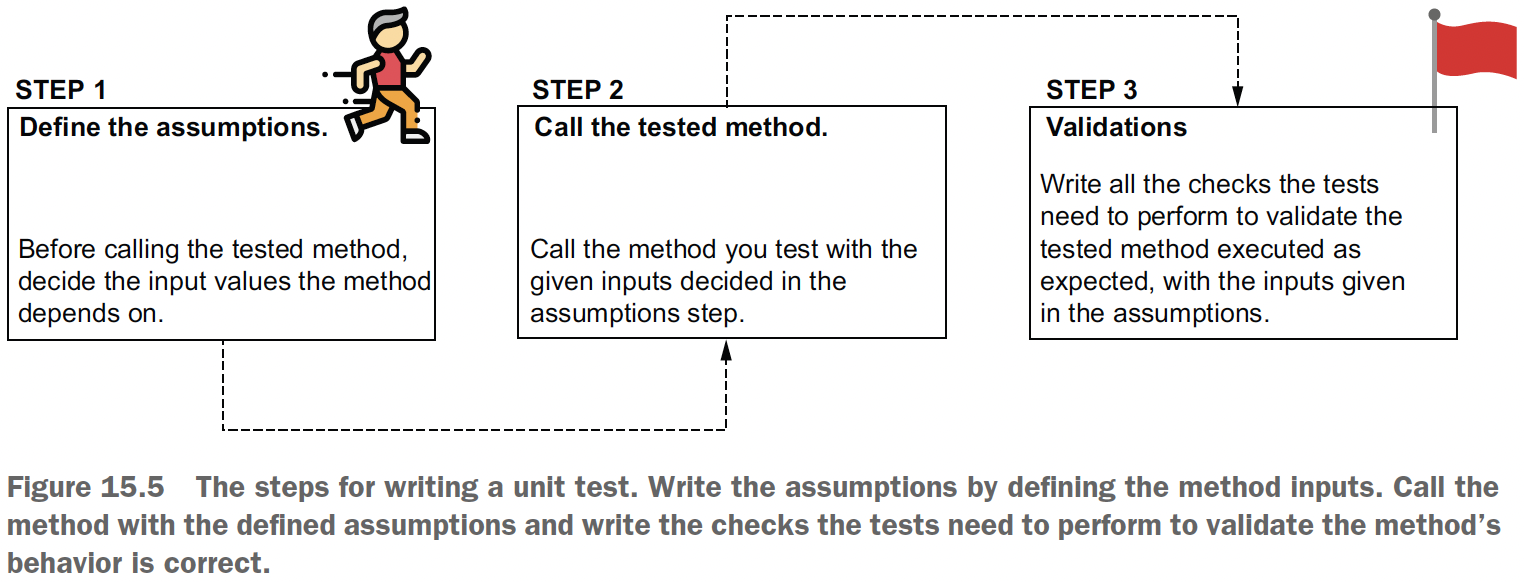 STEP 1
Define the assumptions.
Before calling the tested method,
decide the input values the method
depends on.
STEP 2
Call the tested method.
Call the method you test with the
given inputs decided in the
assumptions step.
STEP 3
Validations
Write all the checks the tests
need to perform to validate the
tested method executed as
expected, with the inputs given
in the assumptions.
Figure 15.5 The steps for writing a unit test. Write the assumptions by defining the method inputs. Call the
method with the defined assumptions and write the checks the tests need to perform to validate the method’s
behavior is correct.